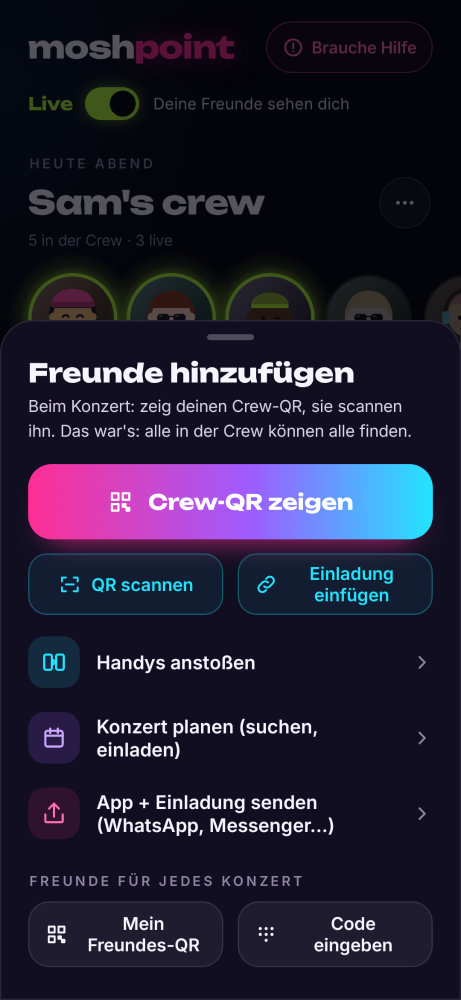 moshpoint
Brauche Hilfe
Live
Deine Freunde sehen dich
HEUTE ABEND
Sam's crew
5 in der Crew · 3 live
Freunde hinzufügen
Beim Konzert: zeig deinen Crew-QR, sie scannen
ihn. Das war's: alle in der Crew können alle finden.
Crew-QR zeigen
QR scannen
Einladung
einfügen
Handys anstoßen
Konzert planen (suchen,
einladen)
App + Einladung senden
(WhatsApp, Messenger...)
FREUNDE FÜR JEDES KONZERT
Mein
Freundes-QR
Code
eingeben